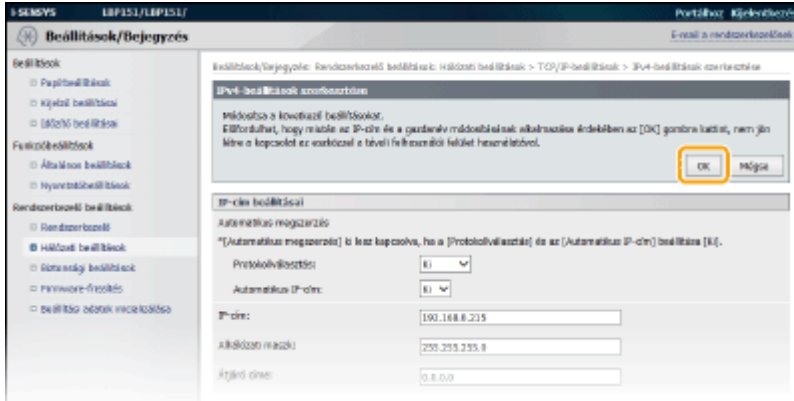 i-SENSYS LBP151/LBP151/ Portálhoz Kijelentkezés
Beállítások/Bejegyzés E-mail a rendszerkezelőnek
Beállítások
Papírbeállítások
Kijelző beállításai
Időzítő beállításai
Funkcióbeállítások
Általános beállítások
Nyomtatóbeállítások
Rendszerkezelő beállítások
Rendszerkezelő
Hálózati beállítások
Biztonsági beállítások
Firmware-frissítés
Beállítási adatok inicializálása
Beállítások/Bejegyzés: Rendszerkezelő beállítások: Hálózati beállítások > TCP/IP-beállítások > IPv4-beállítások szerkesztése
IPv4-beállítások szerkesztése
Módosítsa a következő beállításokat.
Előfordulhat, hogy miután az IP-cím és a gazdanév módosításainak alkalmazása érdekében az [OK] gombra kattint, nem jön
létre a kapcsolat az eszközzel a távoli felhasználói felület használatával.
OK Mégse
IP-cím beállításai
Automatikus megszerzés
*[Automatikus megszerzés] ki lesz kapcsolva, ha a [Protokollválasztás] és az [Automatikus IP-cím] beállítása [Ki].
Protokollválasztás: Ki
Automatikus IP-cím: Ki
IP-cím: 192.168.0.215
Alhálózati maszk: 255.255.255.0
Átjáró címe: 0.0.0.0